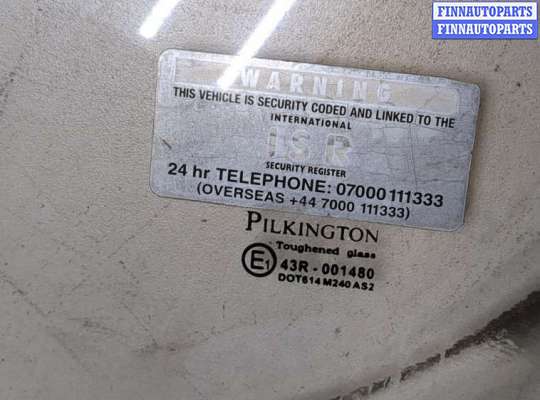 FINNAUTOPARTS
FINNAUTOPARTS
WARNING
THIS VEHICLE IS SECURITY CODED AND LINKED TO THE
INTERNATIONAL
ISR
SECURITY REGISTER
24 hr TELEPHONE: 07000 111333
(OVERSEAS +44 7000 111333)
PILKINGTON
Toughened glass
E1 43R - 001480
DOT614 M240 AS2